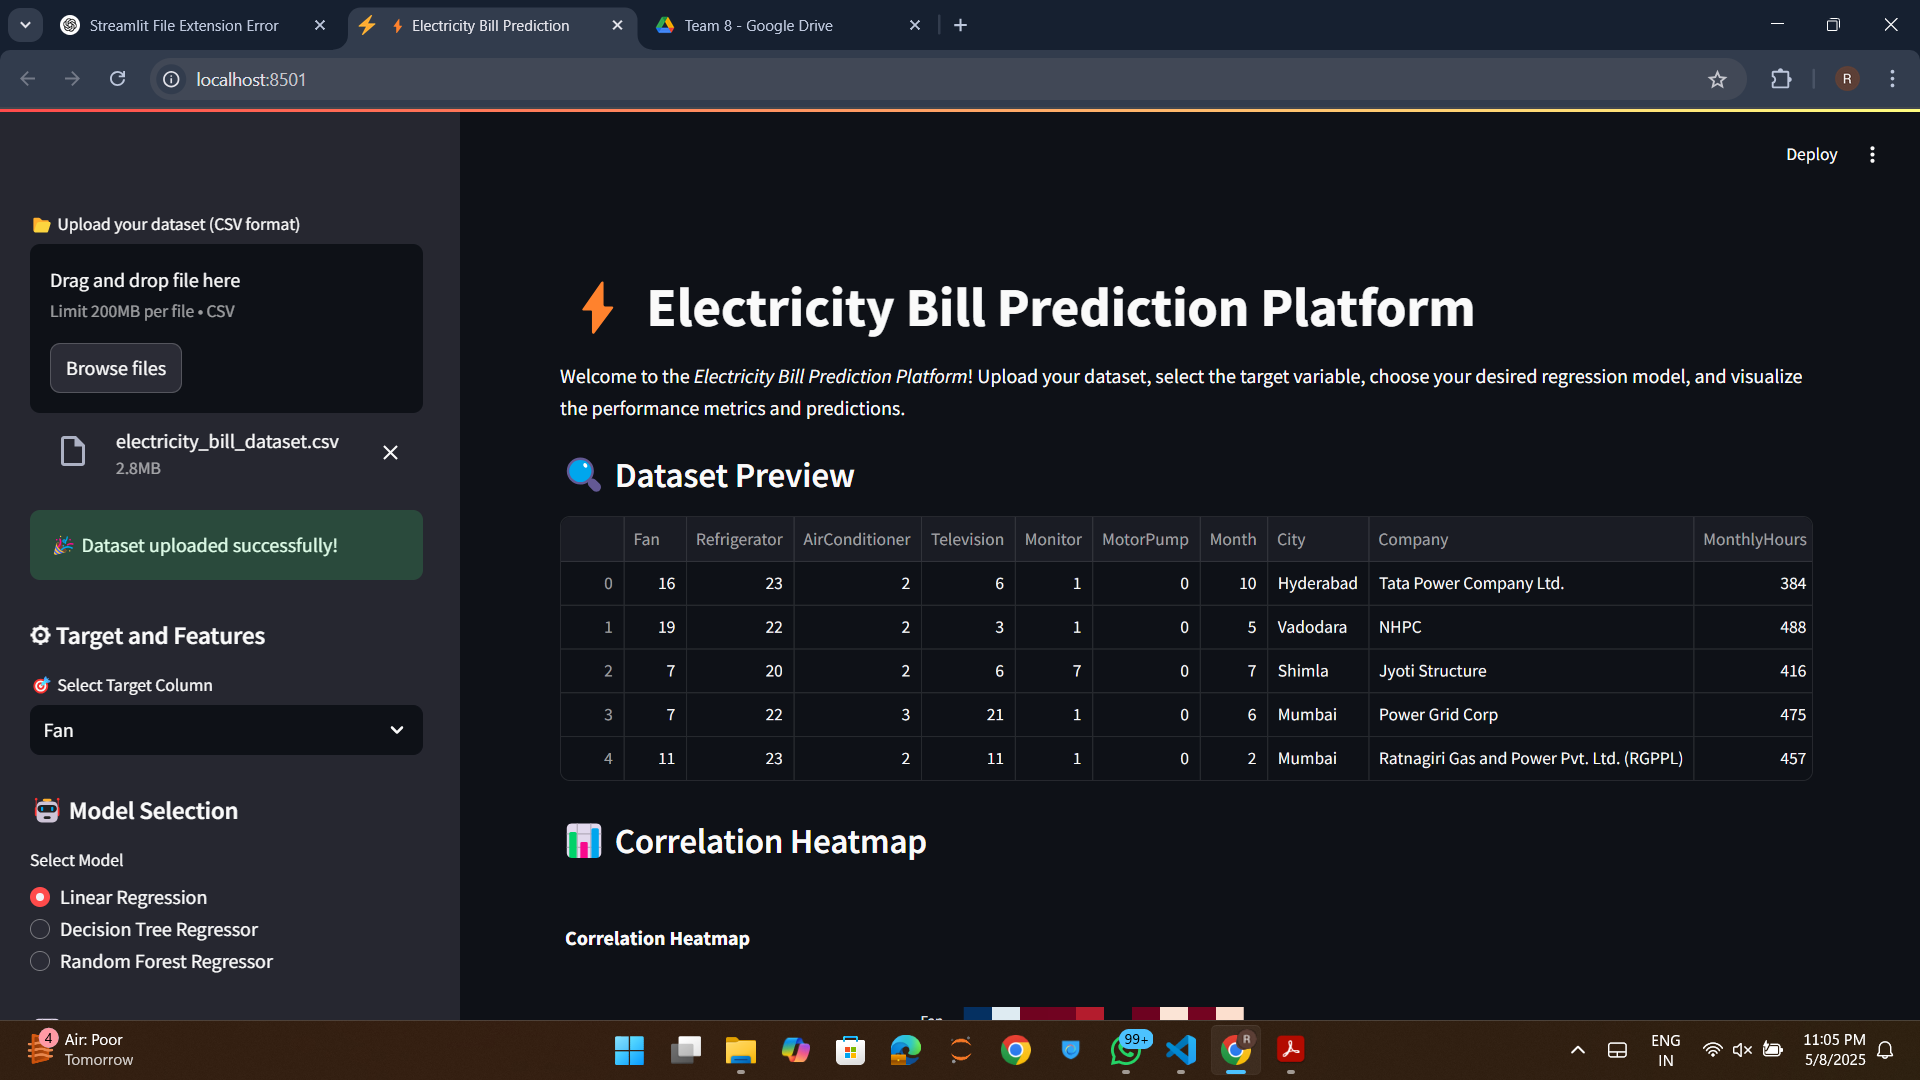 Streamlit File Extension Error
Electricity Bill Prediction
Team 8 - Google Drive
localhost:8501
R
Deploy
Upload your dataset (CSV format)
Drag and drop file here
Limit 200MB per file • CSV
Browse files
electricity_bill_dataset.csv
2.8MB
Dataset uploaded successfully!
Target and Features
Select Target Column
Fan
Model Selection
Select Model
Linear Regression
Decision Tree Regressor
Random Forest Regressor
Electricity Bill Prediction Platform
Welcome to the Electricity Bill Prediction Platform! Upload your dataset, select the target variable, choose your desired regression model, and visualize
the performance metrics and predictions.
Dataset Preview
Fan Refrigerator AirConditioner Television Monitor MotorPump Month City Company MonthlyHours
0 16 23 2 6 1 0 10 Hyderabad Tata Power Company Ltd. 384
1 19 22 2 3 1 0 5 Vadodara NHPC 488
2 7 20 2 6 7 0 7 Shimla Jyoti Structure 416
3 7 22 3 21 1 0 6 Mumbai Power Grid Corp 475
4 11 23 2 11 1 0 2 Mumbai Ratnagiri Gas and Power Pvt. Ltd. (RGPPL) 457
Correlation Heatmap
Correlation Heatmap
Fan
4
Air: Poor
Tomorrow
99+
R
ENG
IN
11:05 PM
5/8/2025